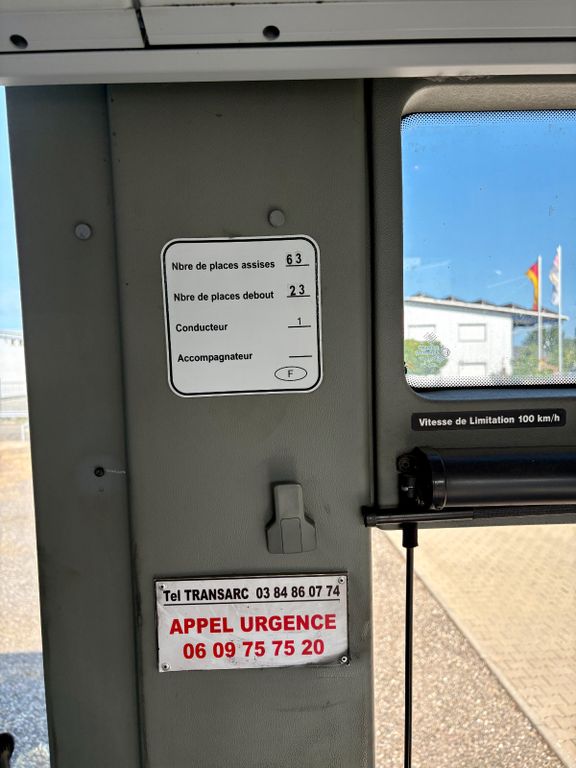 Nbre de places assises 63
Nbre de places debout 23
Conducteur 1
Accompagnateur
F
Vitesse de Limitation 100 km/h
Tel TRANSARC 03 84 86 07 74
APPEL URGENCE
06 09 75 75 20